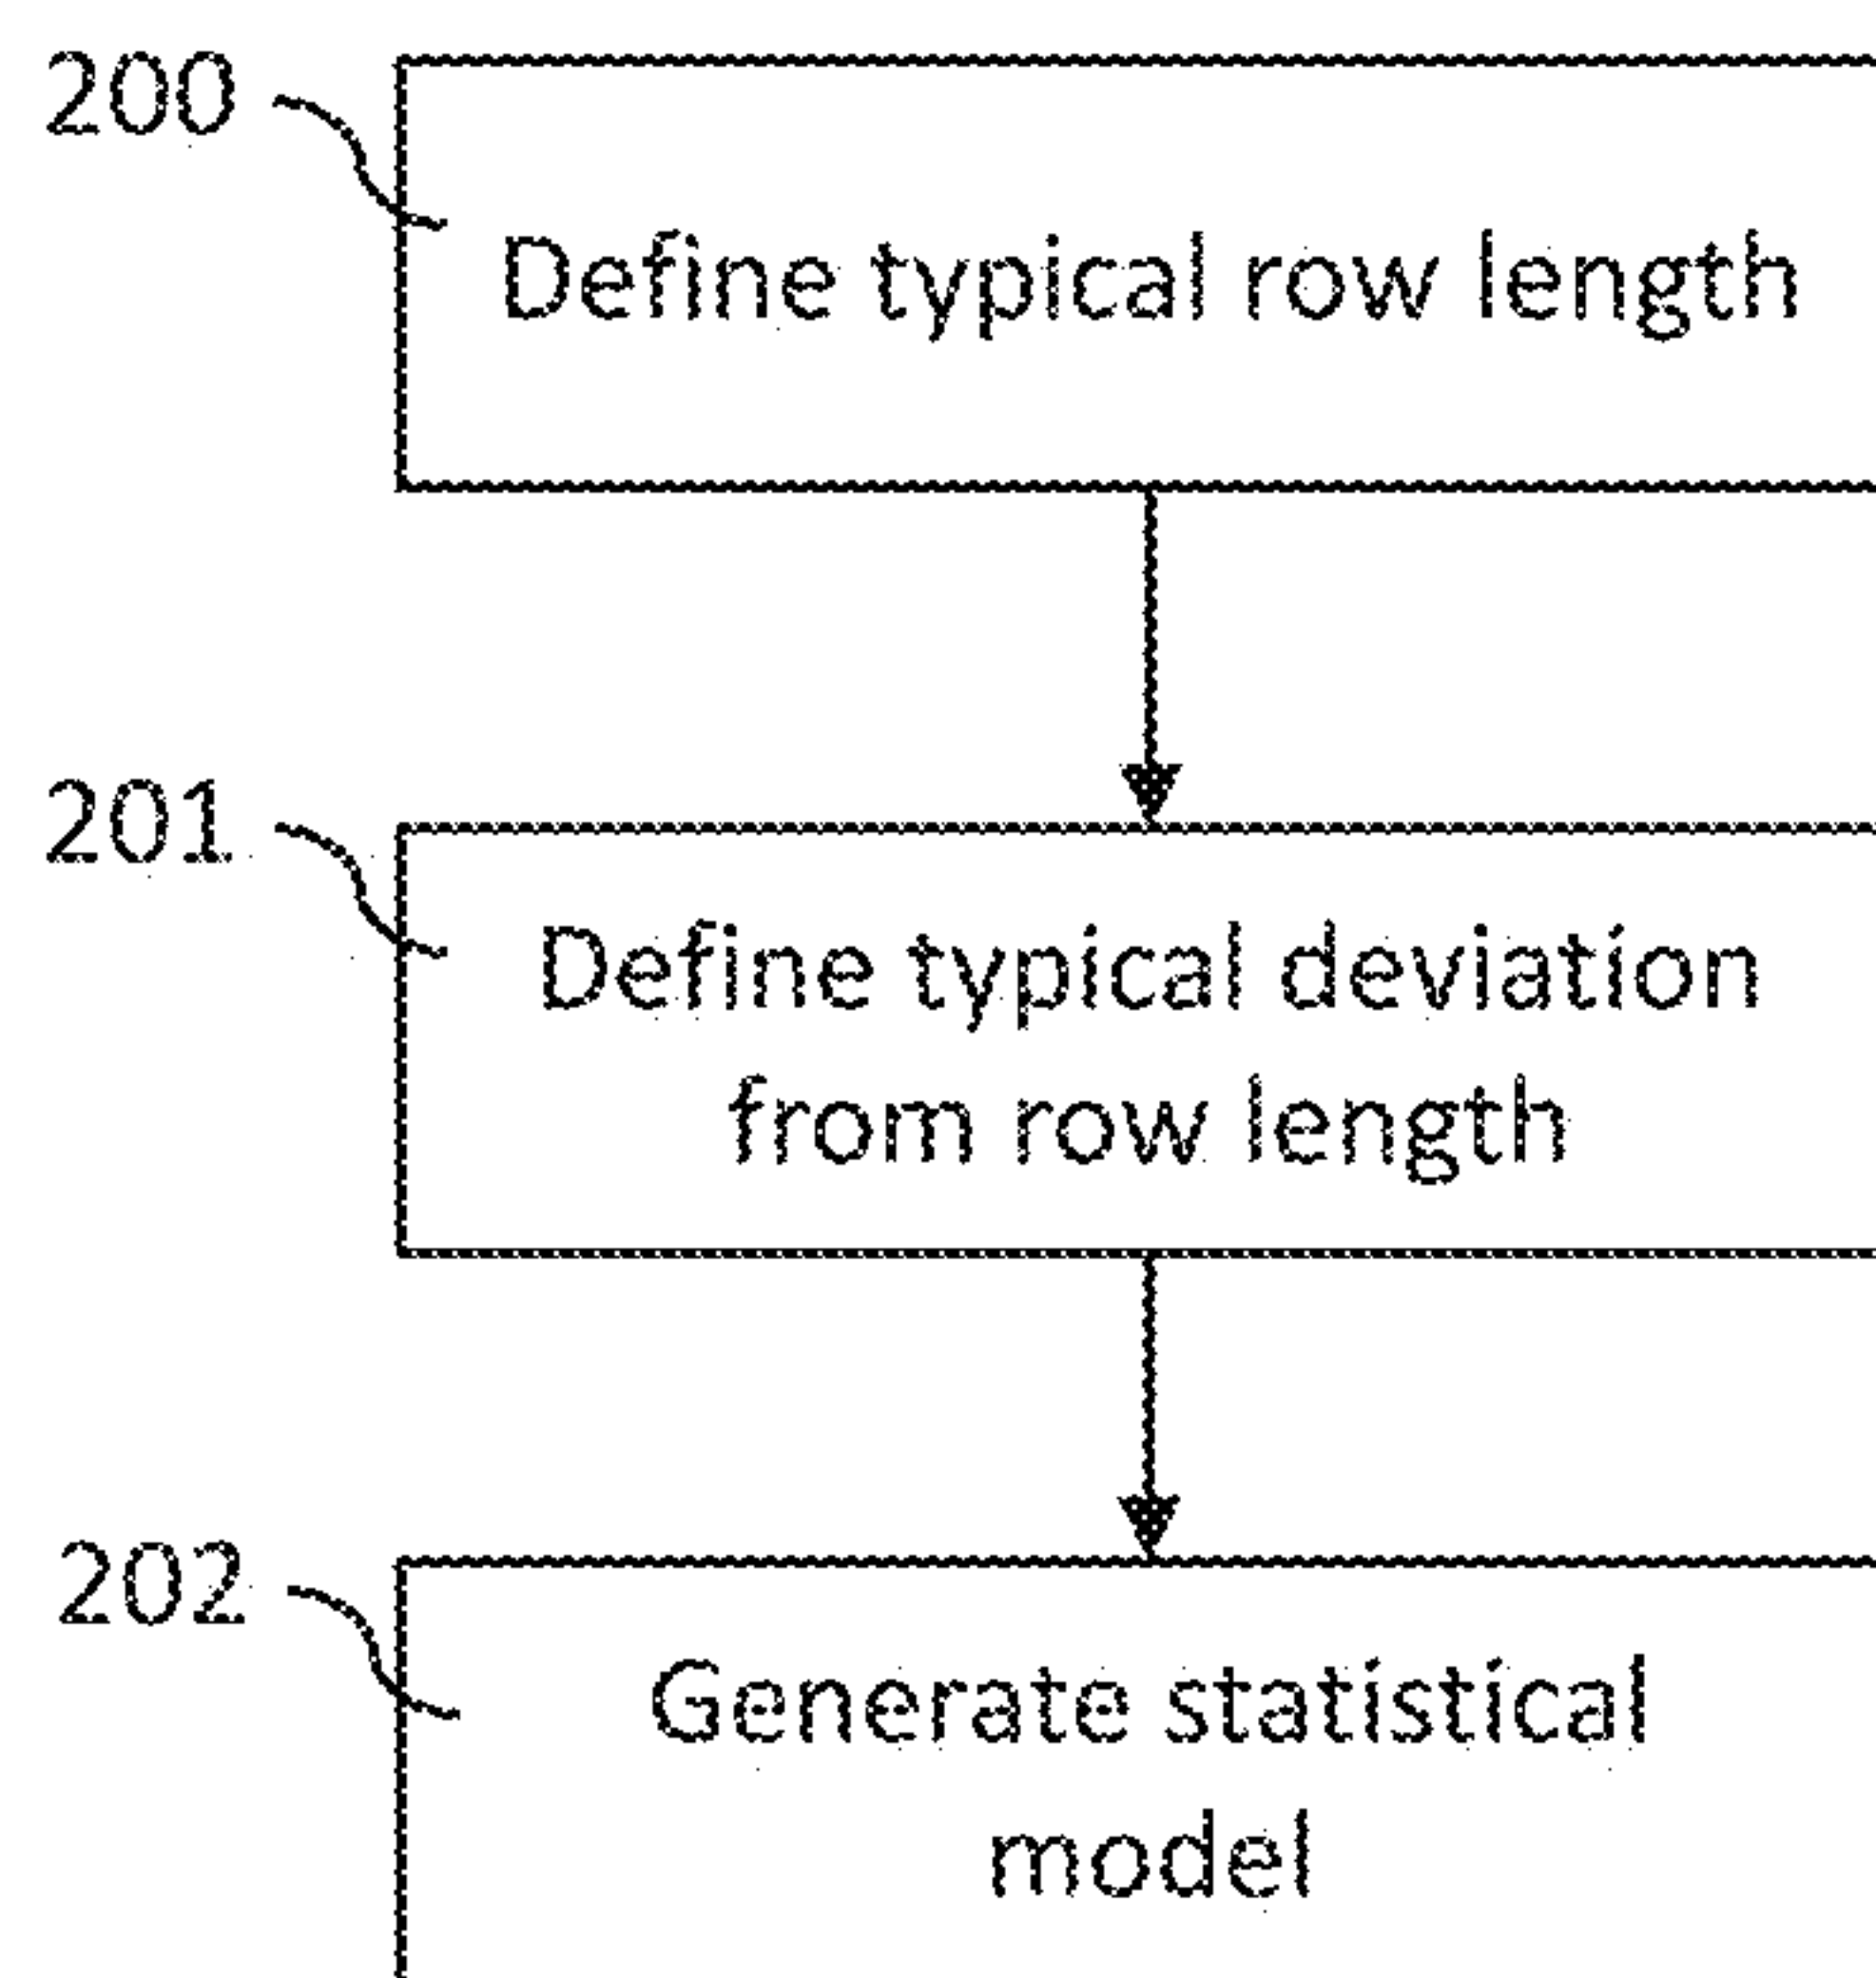 200
Define typical row length
201
Define typical deviation
from row length
202
Generate statistical
model